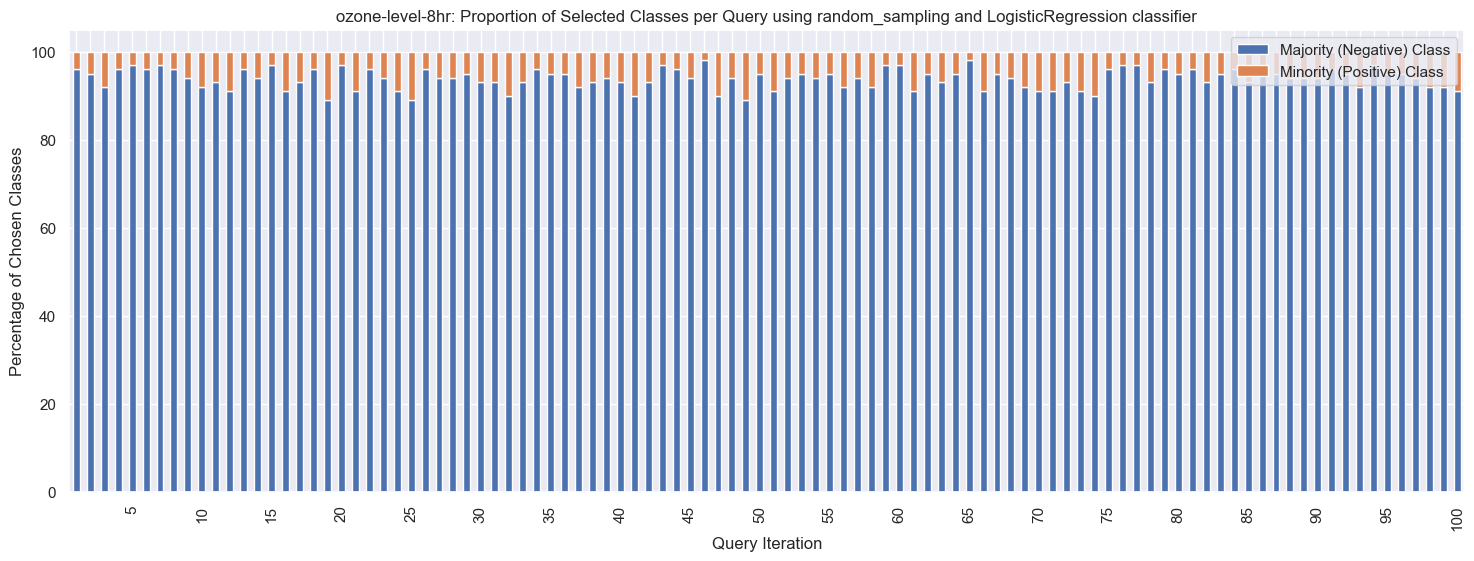 ozone-level-8hr: Proportion of Selected Classes per Query using random_sampling and LogisticRegression classifier
Majority (Negative) Class
Minority (Positive) Class
Percentage of Chosen Classes
100
80
60
40
20
0
5 10 15 20 25 30 35 40 45 50 55 60 65 70 75 80 85 90 95 100
Query Iteration